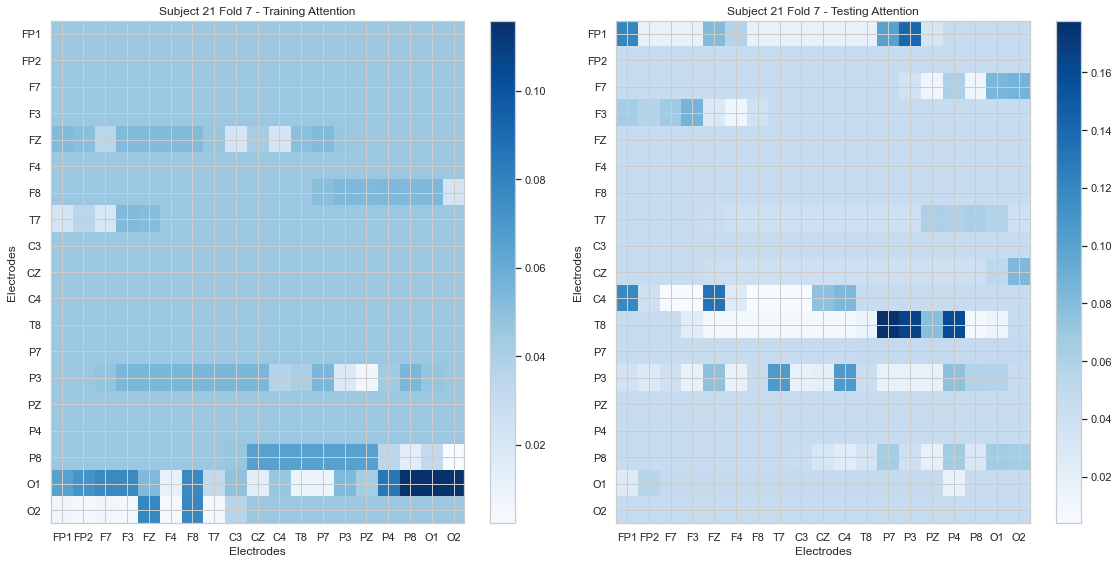 Subject 21 Fold 7 - Training Attention
FP1
FP2
F7
F3
FZ
F4
F8
T7
C3
CZ
C4
T8
P7
P3
PZ
P4
P8
O1
O2
Electrodes
FP1 FP2 F7 F3 FZ F4 F8 T7 C3 CZ C4 T8 P7 P3 PZ P4 P8 O1 O2
Electrodes
0.10
0.08
0.06
0.04
0.02
Subject 21 Fold 7 - Testing Attention
FP1
FP2
F7
F3
FZ
F4
F8
T7
C3
CZ
C4
T8
P7
P3
PZ
P4
P8
O1
O2
Electrodes
FP1 FP2 F7 F3 FZ F4 F8 T7 C3 CZ C4 T8 P7 P3 PZ P4 P8 O1 O2
Electrodes
0.16
0.14
0.12
0.10
0.08
0.06
0.04
0.02